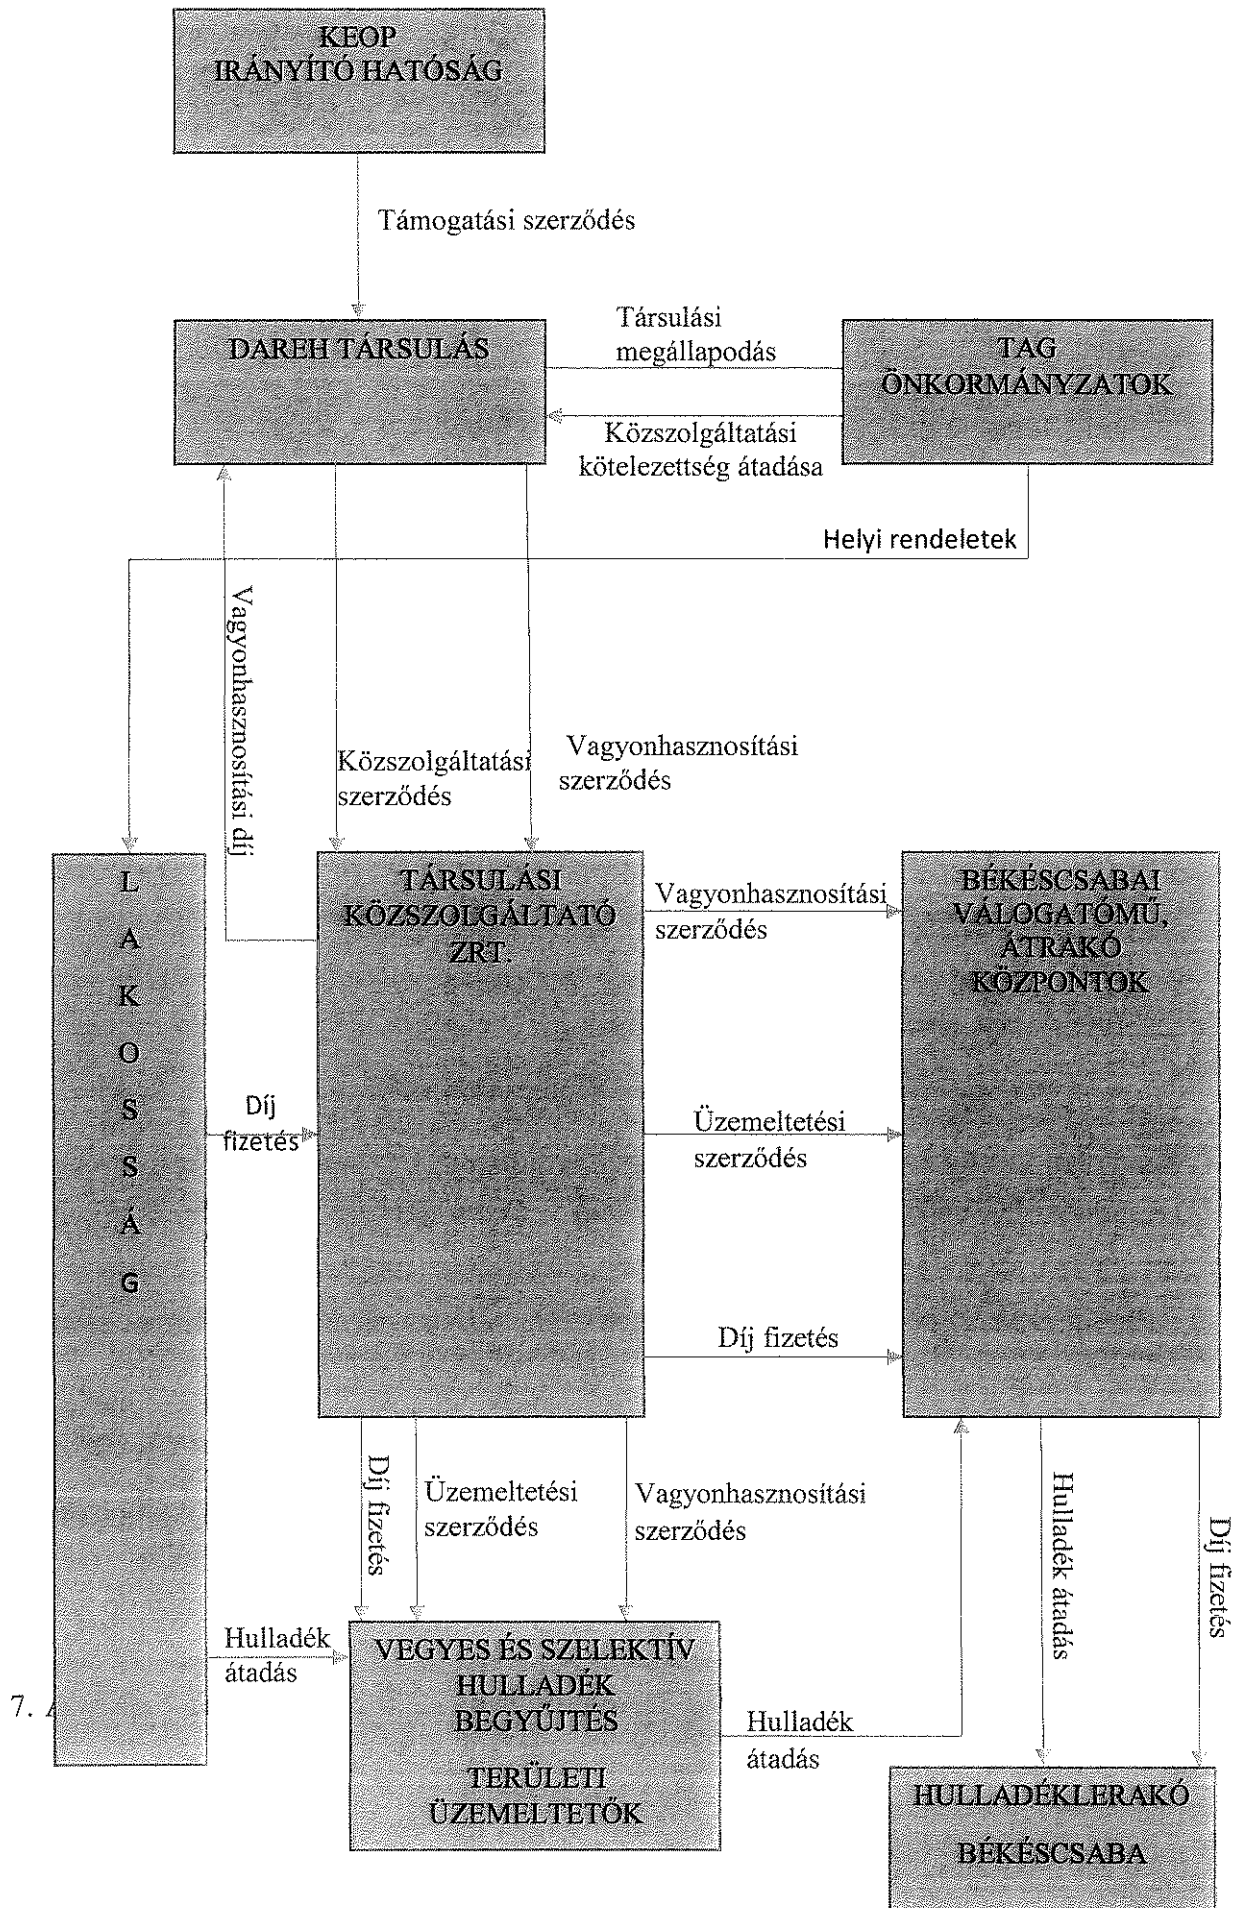 KEOP
IRÁNYÍTÓ HATÓSÁG
Támogatási szerződés
DAREH TÁRSULÁS
Társulási
megállapodás
TAG
ÖNKORMÁNYZATOK
Közszolgáltatási
kötelezettség átadása
Helyi rendeletek
Vagyonhasznosítási díj
Közszolgáltatási
szerződés
Vagyonhasznosítási
szerződés
L
A
K
O
S
S
Á
G
TÁRSULÁSI
KÖZSZOLGÁLTATÓ
ZRT.
Vagyonhasznosítási
szerződés
BÉKÉSCSABAI
VÁLOGATÓMŰ,
ÁTRAKÓ
KÖZPONTOK
Díj
fizetés
Üzemeltetési
szerződés
Díj fizetés
Díj fizetés
Üzemeltetési
szerződés
Vagyonhasznosítási
szerződés
Hulladék átadás
Díj fizetés
Hulladék
átadás
VEGYES ÉS SZELEKTÍV
HULLADÉK
BEGYŰJTÉS
TERÜLETI
ÜZEMELTETŐK
7.
Hulladék
átadás
HULLADÉKLERAKÓ
BÉKÉSCSABA